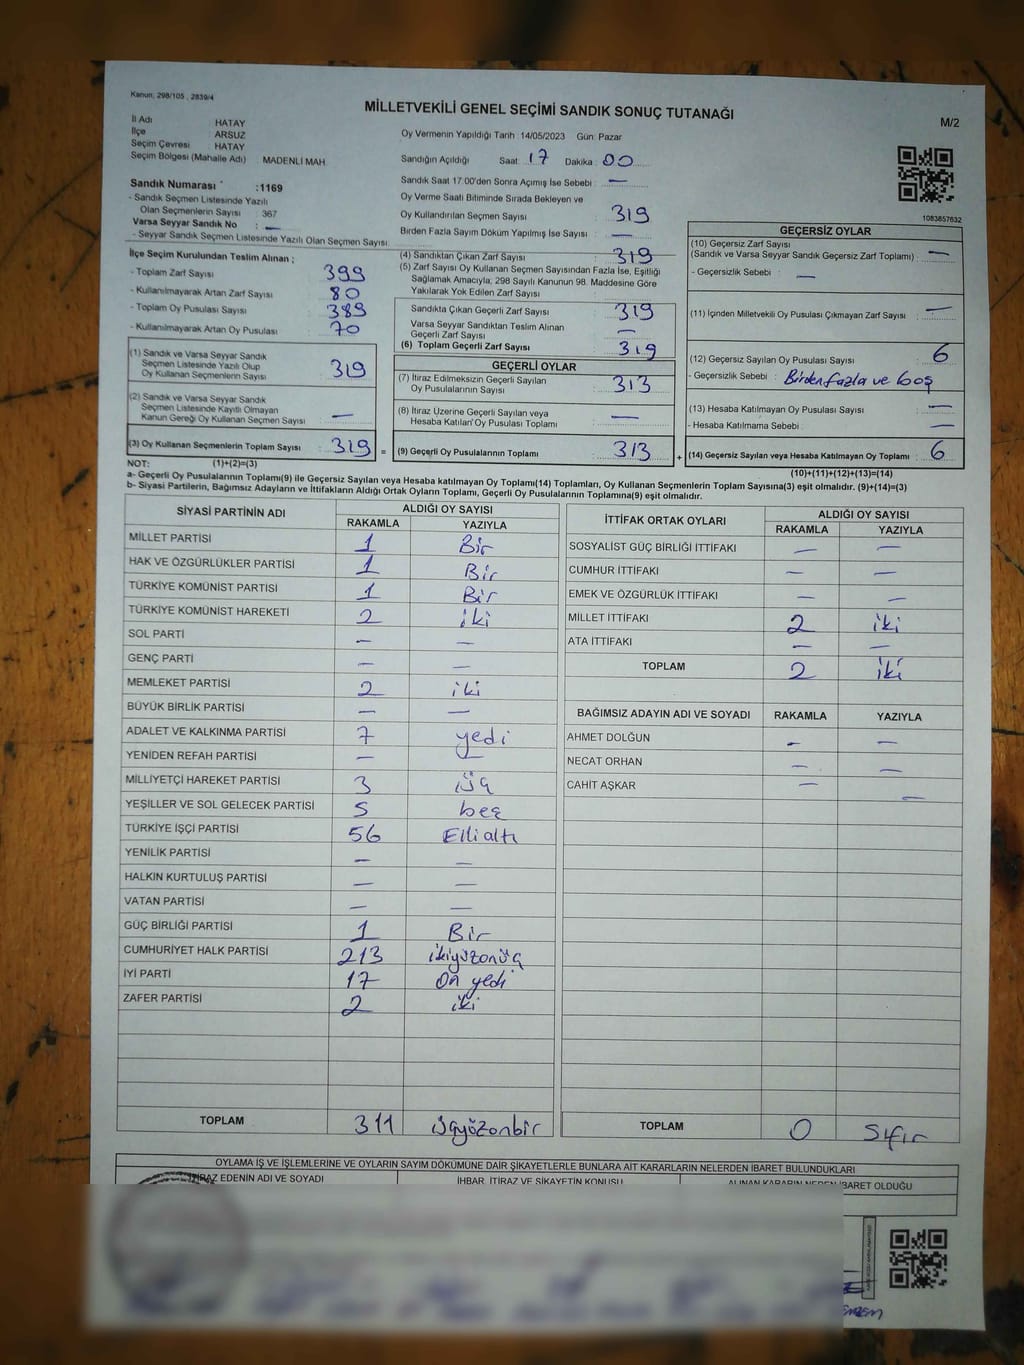 Kanun; 298/105 , 2839/4
MİLLETVEKİLİ GENEL SEÇİMİ SANDIK SONUÇ TUTANAĞI
M/2
İl Adı HATAY
İlçe ARSUZ
Seçim Çevresi HATAY
Seçim Bölgesi (Mahalle Adı) MADENLİ MAH
Oy Vermenin Yapıldığı Tarih 14/05/2023 Gün: Pazar
Sandığın Açıldığı Saat: 17 Dakika: 00
Sandık Saat 17.00'den Sonra Açımış İse Sebebi : —
Sandık Numarası :1169
- Sandık Seçmen Listesinde Yazılı
Olan Seçmenlerin Sayısı : 367
Varsa Seyyar Sandık No : —
- Seyyar Sandık Seçmen Listesinde Yazılı Olan Seçmen Sayısı:
Oy Verme Saati Bitiminde Sırada Bekleyen ve
Oy Kullandırılan Seçmen Sayısı : 319
Birden Fazla Sayım Döküm Yapılmış İse Sayısı : —
1083857632
İlçe Seçim Kurulundan Teslim Alınan ;
- Toplam Zarf Sayısı : 399
- Kullanılmayarak Artan Zarf Sayısı : 80
- Toplam Oy Pusulası Sayısı : 389
- Kullanılmayarak Artan Oy Pusulası : 70
(4) Sandıktan Çıkan Zarf Sayısı : 319
(5) Zarf Sayısı Oy Kullanan Seçmen Sayısından Fazla İse, Eşitliği
Sağlamak Amacıyla, 298 Sayılı Kanunun 98. Maddesine Göre
Yakılarak Yok Edilen Zarf Sayısı :
Sandıkta Çıkan Geçerli Zarf Sayısı : 319
Varsa Seyyar Sandıktan Teslim Alınan
Geçerli Zarf Sayısı : —
(6) Toplam Geçerli Zarf Sayısı : 319
GEÇERSİZ OYLAR
(10) Geçersiz Zarf Sayısı
(Sandık ve Varsa Seyyar Sandık Geçersiz Zarf Toplamı) : —
- Geçersizlik Sebebi : —
(11) İçinden Milletvekili Oy Pusulası Çıkmayan Zarf Sayısı : —
(12) Geçersiz Sayılan Oy Pusulası Sayısı : 6
- Geçersizlik Sebebi : Birden fazla ve boş
(13) Hesaba Katılmayan Oy Pusulası Sayısı : —
- Hesaba Katılmama Sebebi : —
(14) Geçersiz Sayılan veya Hesaba Katılmayan Oy Toplamı : 6
(10)+(11)+(12)+(13)=(14)
(1) Sandık ve Varsa Seyyar Sandık
Seçmen Listesinde Yazılı Olup
Oy Kullanan Seçmenlerin Sayısı : 319
(2) Sandık ve Varsa Seyyar Sandık
Seçmen Listesinde Kayıtlı Olmayan
Kanun Gereği Oy Kullanan Seçmen Sayısı : —
(3) Oy Kullanan Seçmenlerin Toplam Sayısı : 319 =
GEÇERLİ OYLAR
(7) İtiraz Edilmeksizin Geçerli Sayılan
Oy Pusulalarının Sayısı : 313
(8) İtiraz Üzerine Geçerli Sayılan veya
Hesaba Katılan Oy Pusulası Toplamı : —
(9) Geçerli Oy Pusulalarının Toplamı : 313 +
NOT: (1)+(2)=(3)
a- Geçerli Oy Pusulalarının Toplamı(9) ile Geçersiz Sayılan veya Hesaba katılmayan Oy Toplamı(14) Toplamları, Oy Kullanan Seçmenlerin Toplam Sayısına(3) eşit olmalıdır. (9)+(14)=(3)
b- Siyasi Partilerin, Bağımsız Adayların ve İttifakların Aldığı Ortak Oyların Toplamı, Geçerli Oy Pusulalarının Toplamına(9) eşit olmalıdır.
SİYASİ PARTİNİN ADI ALDIĞI OY SAYISI
RAKAMLA YAZIYLA
MİLLET PARTİSİ 1 Bir
HAK VE ÖZGÜRLÜKLER PARTİSİ 1 Bir
TÜRKİYE KOMÜNİST PARTİSİ 1 Bir
TÜRKİYE KOMÜNİST HAREKETİ 2 iki
SOL PARTİ — —
GENÇ PARTİ — —
MEMLEKET PARTİSİ 2 iki
BÜYÜK BİRLİK PARTİSİ — —
ADALET VE KALKINMA PARTİSİ 7 yedi
YENİDEN REFAH PARTİSİ — —
MİLLİYETÇİ HAREKET PARTİSİ 3 üç
YEŞİLLER VE SOL GELECEK PARTİSİ 5 beş
TÜRKİYE İŞÇİ PARTİSİ 56 Elli altı
YENİLİK PARTİSİ — —
HALKIN KURTULUŞ PARTİSİ — —
VATAN PARTİSİ — —
GÜÇ BİRLİĞİ PARTİSİ 1 Bir
CUMHURİYET HALK PARTİSİ 213 ikiyüzonüç
İYİ PARTİ 17 On yedi
ZAFER PARTİSİ 2 iki
TOPLAM 311 üçyüzonbir
İTTİFAK ORTAK OYLARI ALDIĞI OY SAYISI
RAKAMLA YAZIYLA
SOSYALİST GÜÇ BİRLİĞİ İTTİFAKI — —
CUMHUR İTTİFAKI — —
EMEK VE ÖZGÜRLÜK İTTİFAKI — —
MİLLET İTTİFAKI 2 iki
ATA İTTİFAKI — —
TOPLAM 2 iki
BAĞIMSIZ ADAYIN ADI VE SOYADI RAKAMLA YAZIYLA
AHMET DOLĞUN — —
NECAT ORHAN — —
CAHİT AŞKAR — —
TOPLAM 0 Sıfır
OYLAMA İŞ VE İŞLEMLERİNE VE OYLARIN SAYIM DÖKÜMÜNE DAİR ŞİKAYETLERLE BUNLARA AİT KARARLARIN NELERDEN İBARET BULUNDUKLARI
İTİRAZ EDENİN ADI VE SOYADI İHBAR, İTİRAZ VE ŞİKAYETİN KONUSU ALINAN KARARIN NEDEN İBARET OLDUĞU